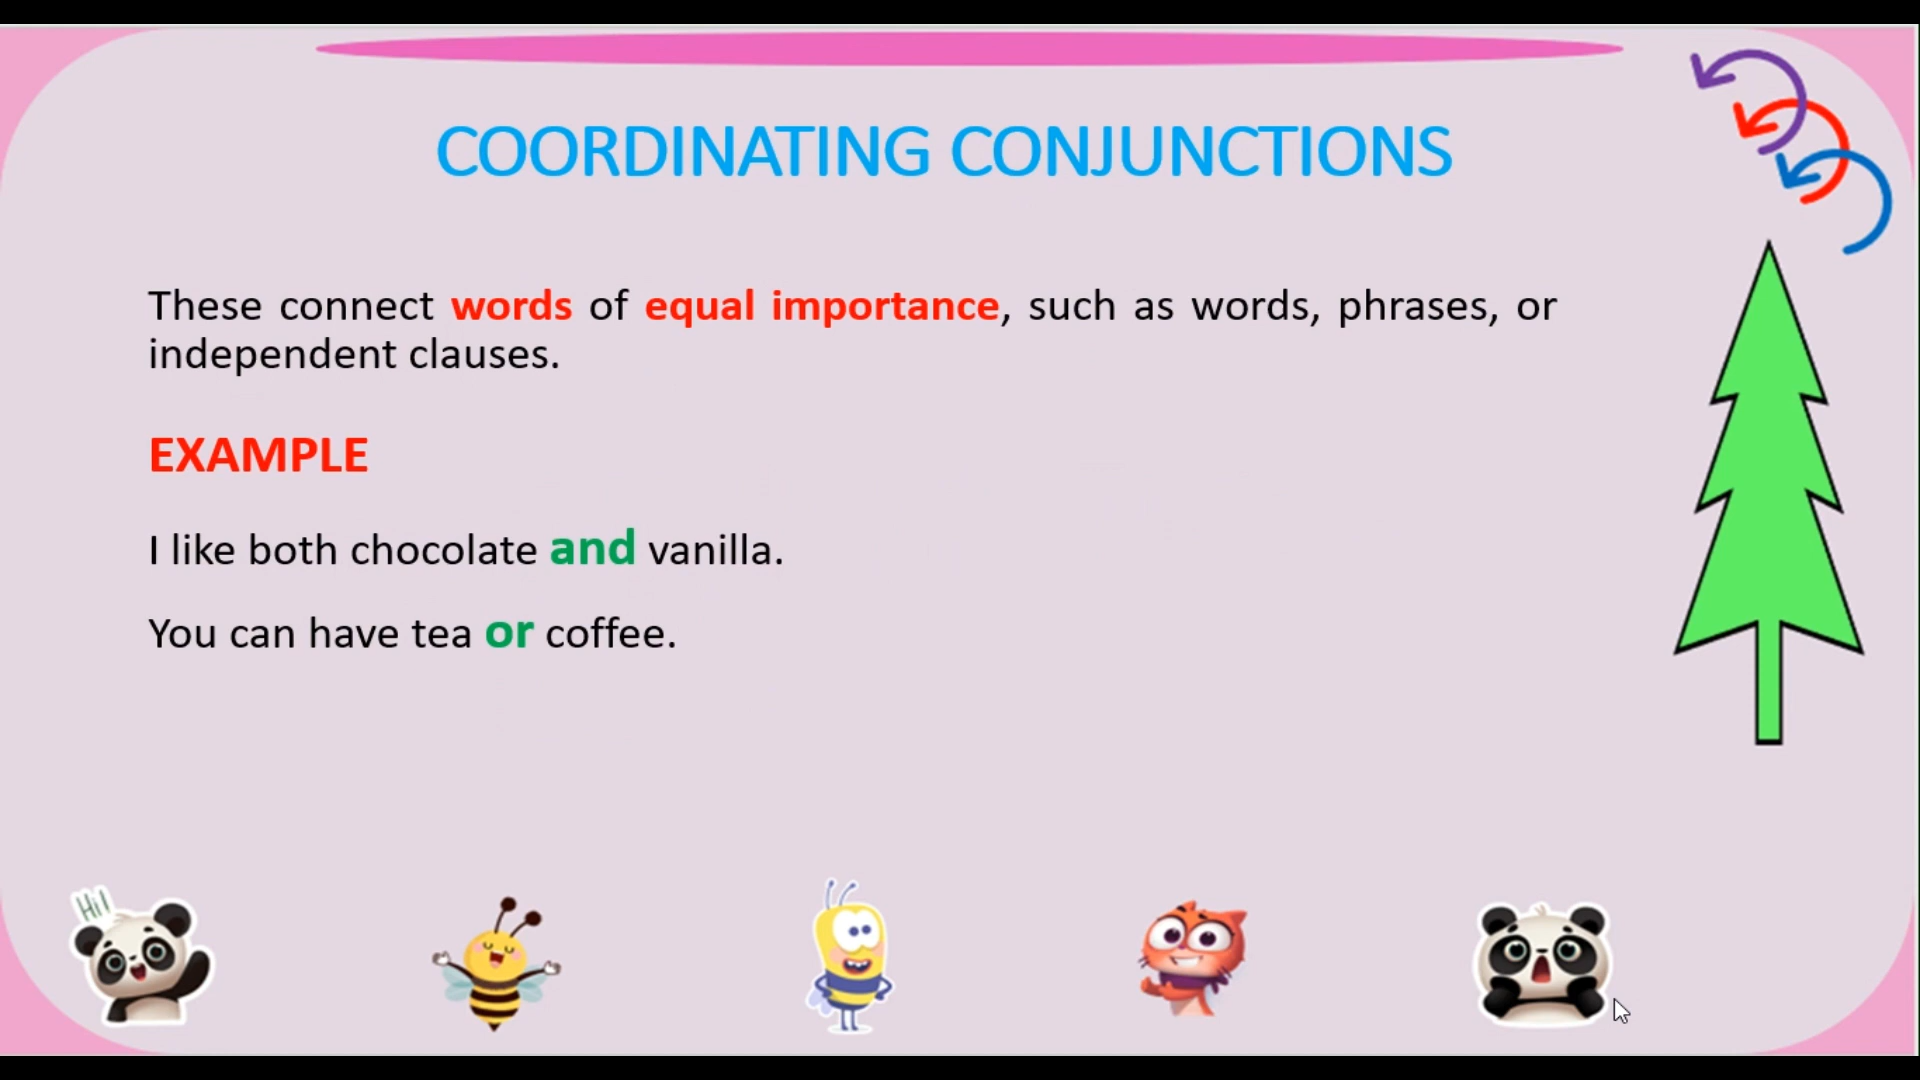 COORDINATING CONJUNCTIONS
These connect words of equal importance, such as words, phrases, or
independent clauses.
EXAMPLE
I like both chocolate and vanilla.
You can have tea or coffee.
Hi!